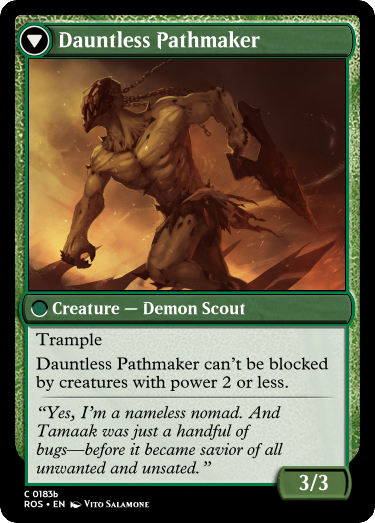 Dauntless Pathmaker
Creature — Demon Scout
Trample
Dauntless Pathmaker can't be blocked
by creatures with power 2 or less.
“Yes, I'm a nameless nomad. And
Tamaak was just a handful of
bugs—before it became savior of all
unwanted and unsated.”
3/3
C 0183b
ROS • EN Vito Salamone